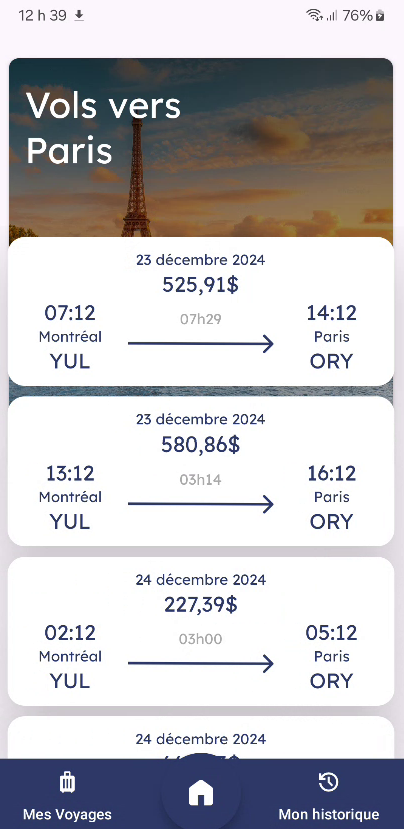 12 h 39
76%
Vols vers
Paris
23 décembre 2024
525,91$
07:12
07h29
14:12
Montréal
Paris
YUL
ORY
23 décembre 2024
580,86$
13:12
03h14
16:12
Montréal
Paris
YUL
ORY
24 décembre 2024
227,39$
02:12
03h00
05:12
Montréal
Paris
YUL
ORY
24 décembre 2024
Mes Voyages
Mon historique